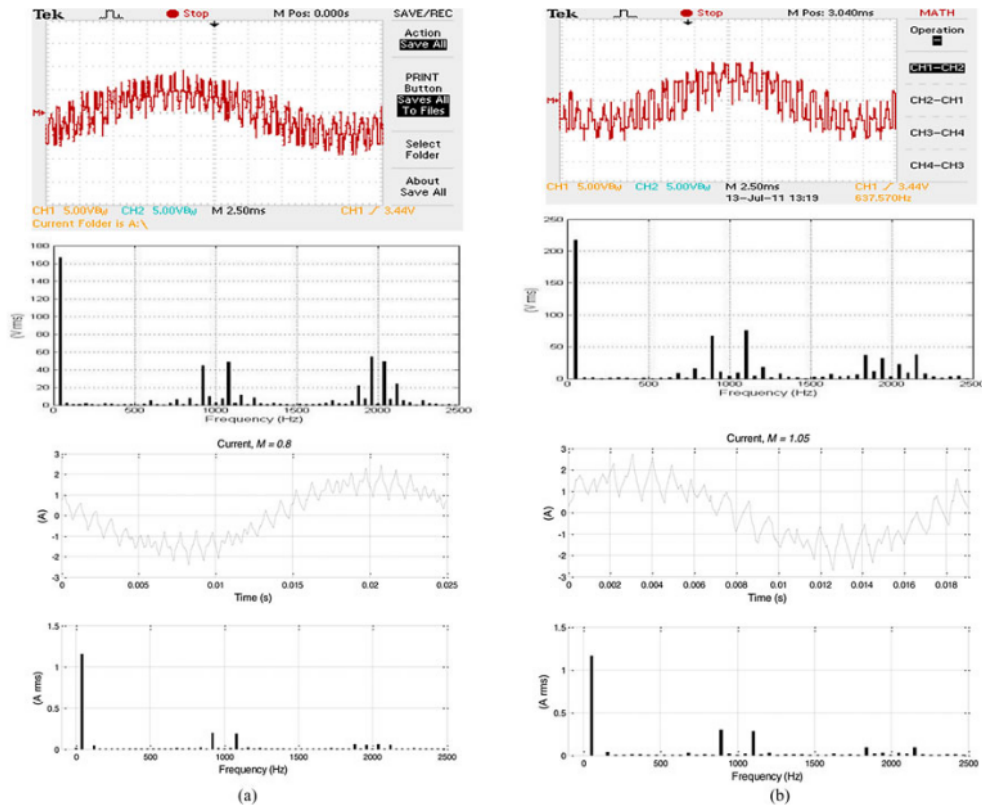 Tek Stop M Pos: 0.000s SAVE/REC
Action
Save All
PRINT
Button
Saves All
To Files
Select
Folder
About
Save All
M
CH1 5.00V CH2 5.00V M 2.50ms CH1 / 3.44V
Current Folder is A:\
180
160
140
120
100
80
60
40
20
0
(V rms)
0 500 1000 1500 2000 2500
Frequency (Hz)
Current, M = 0.8
3
2
1
0
-1
-2
-3
(A)
0 0.005 0.01 0.015 0.02 0.025
Time (s)
1.5
1
0.5
0
(A rms)
0 500 1000 1500 2000 2500
Frequency (Hz)
(a)
Tek Stop M Pos: 3.040ms MATH
Operation
−
CH1−CH2
CH2−CH1
CH3−CH4
CH4−CH3
M
CH1 5.00V CH2 5.00V M 2.50ms CH1 / 3.44V
13-Jul-11 13:19 637.570Hz
250
200
150
100
50
0
(V rms)
0 500 1000 1500 2000 2500
Frequency (Hz)
Current, M = 1.05
3
2
1
0
-1
-2
-3
(A)
0 0.002 0.004 0.006 0.008 0.01 0.012 0.014 0.016 0.018
Time (s)
1.5
1
0.5
0
(A rms)
0 500 1000 1500 2000 2500
Frequency (Hz)
(b)